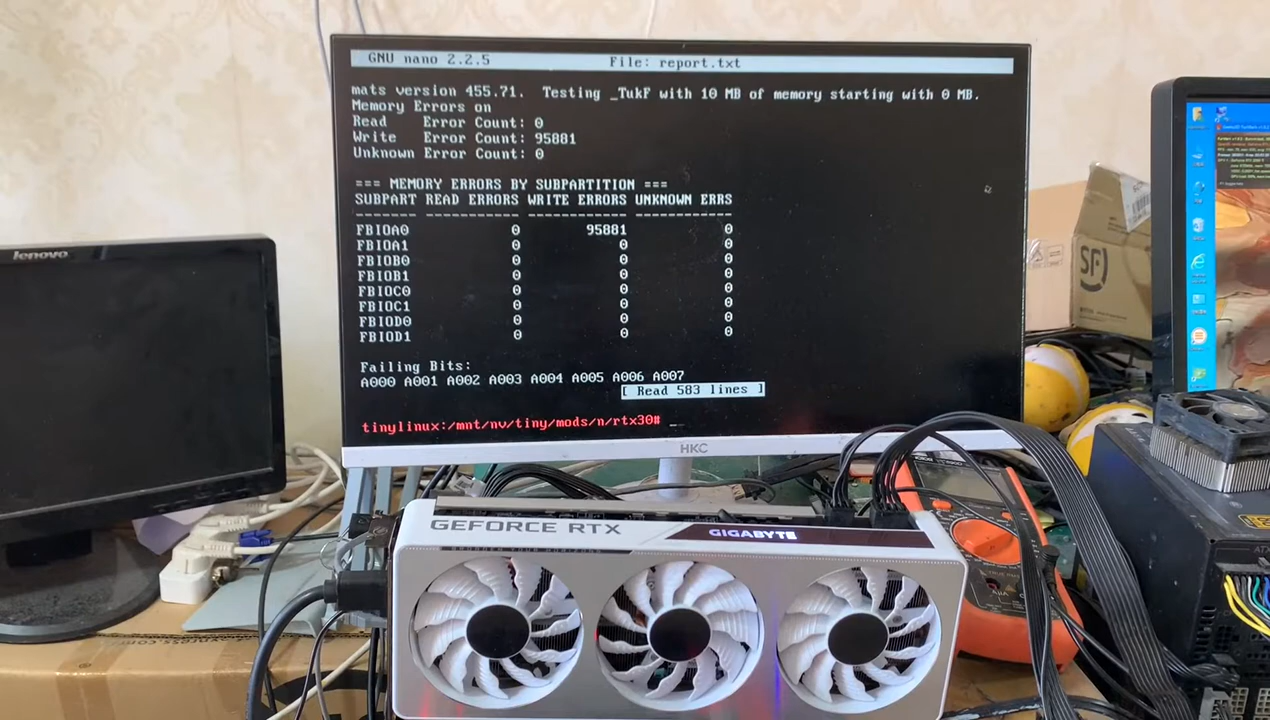 GNU nano 2.2.5 File: report.txt
mats version 455.71. Testing _TukF with 10 MB of memory starting with 0 MB.
Memory Errors on
Read Error Count: 0
Write Error Count: 95881
Unknown Error Count: 0
=== MEMORY ERRORS BY SUBPARTITION ===
SUBPART READ ERRORS WRITE ERRORS UNKNOWN ERRS
------- ----------- ------------ ------------
FBIOA0 0 95881 0
FBIOA1 0 0 0
FBIOB0 0 0 0
FBIOB1 0 0 0
FBIOC0 0 0 0
FBIOC1 0 0 0
FBIOD0 0 0 0
FBIOD1 0 0 0
Failing Bits:
A000 A001 A002 A003 A004 A005 A006 A007
[ Read 583 lines ]
tinylinux:/mnt/nv/tiny/mods/n/rtx30# _
HKC
lenovo
SF
GEFORCE RTX
GIGABYTE